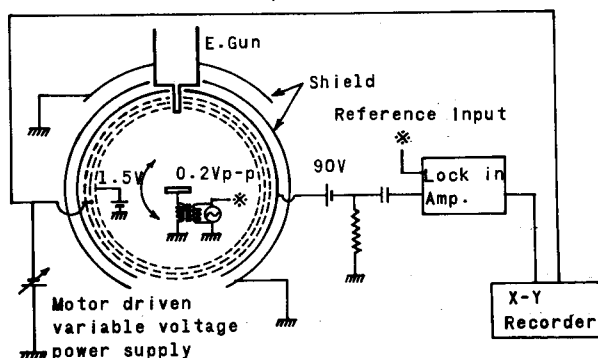 E.Gun
Shield
Reference Input
※
90V
1.5V
0.2Vp-p
※
Lock in
Amp.
Motor driven
variable voltage
power supply
X-Y
Recorder